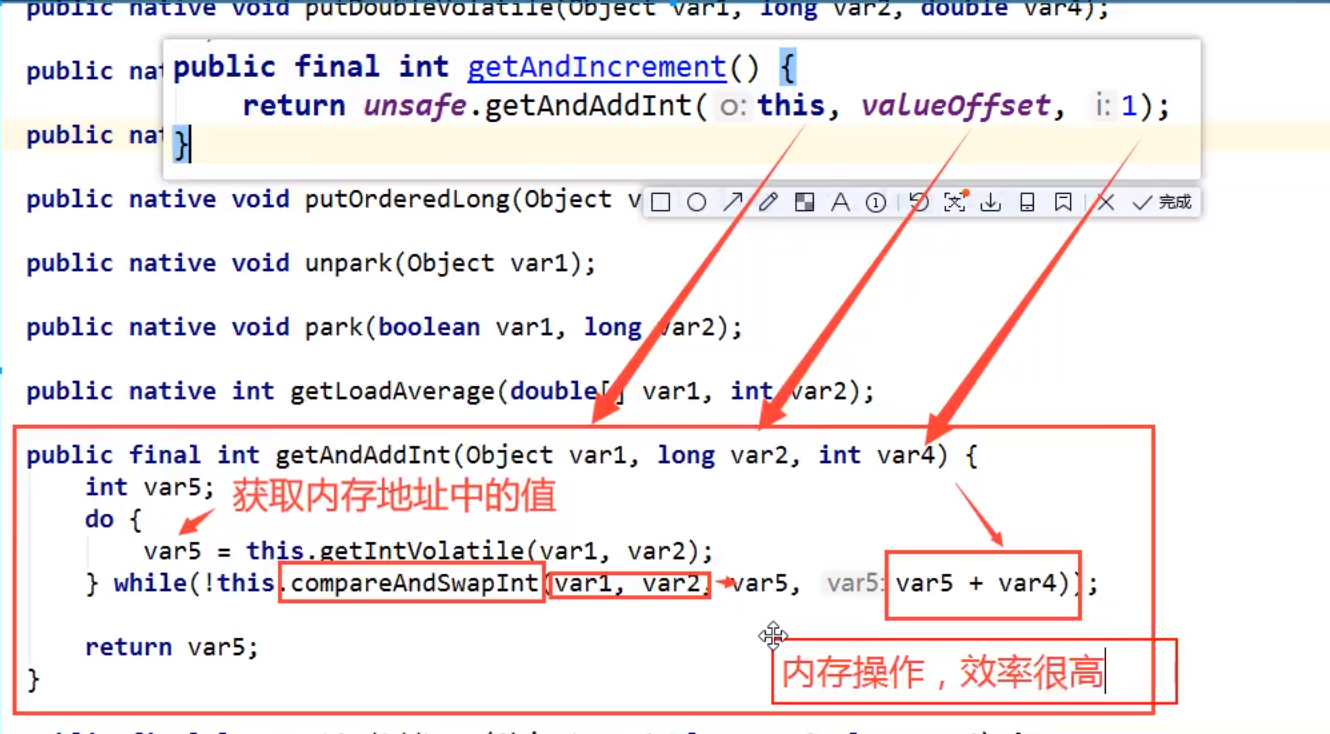 public native void putDoubleVolatile(Object var1, long var2, double var4);
public nat
public final int getAndIncrement() {
return unsafe.getAndAddInt( o: this, valueOffset, i: 1);
}
public nat
public native void putOrderedLong(Object v
完成
public native void unpark(Object var1);
public native void park(boolean var1, long var2);
public native int getLoadAverage(double[] var1, int var2);
public final int getAndAddInt(Object var1, long var2, int var4) {
int var5;
获取内存地址中的值
do {
var5 = this.getIntVolatile(var1, var2);
} while(!this.compareAndSwapInt(var1, var2, var5, var5: var5 + var4));
return var5;
}
内存操作，效率很高